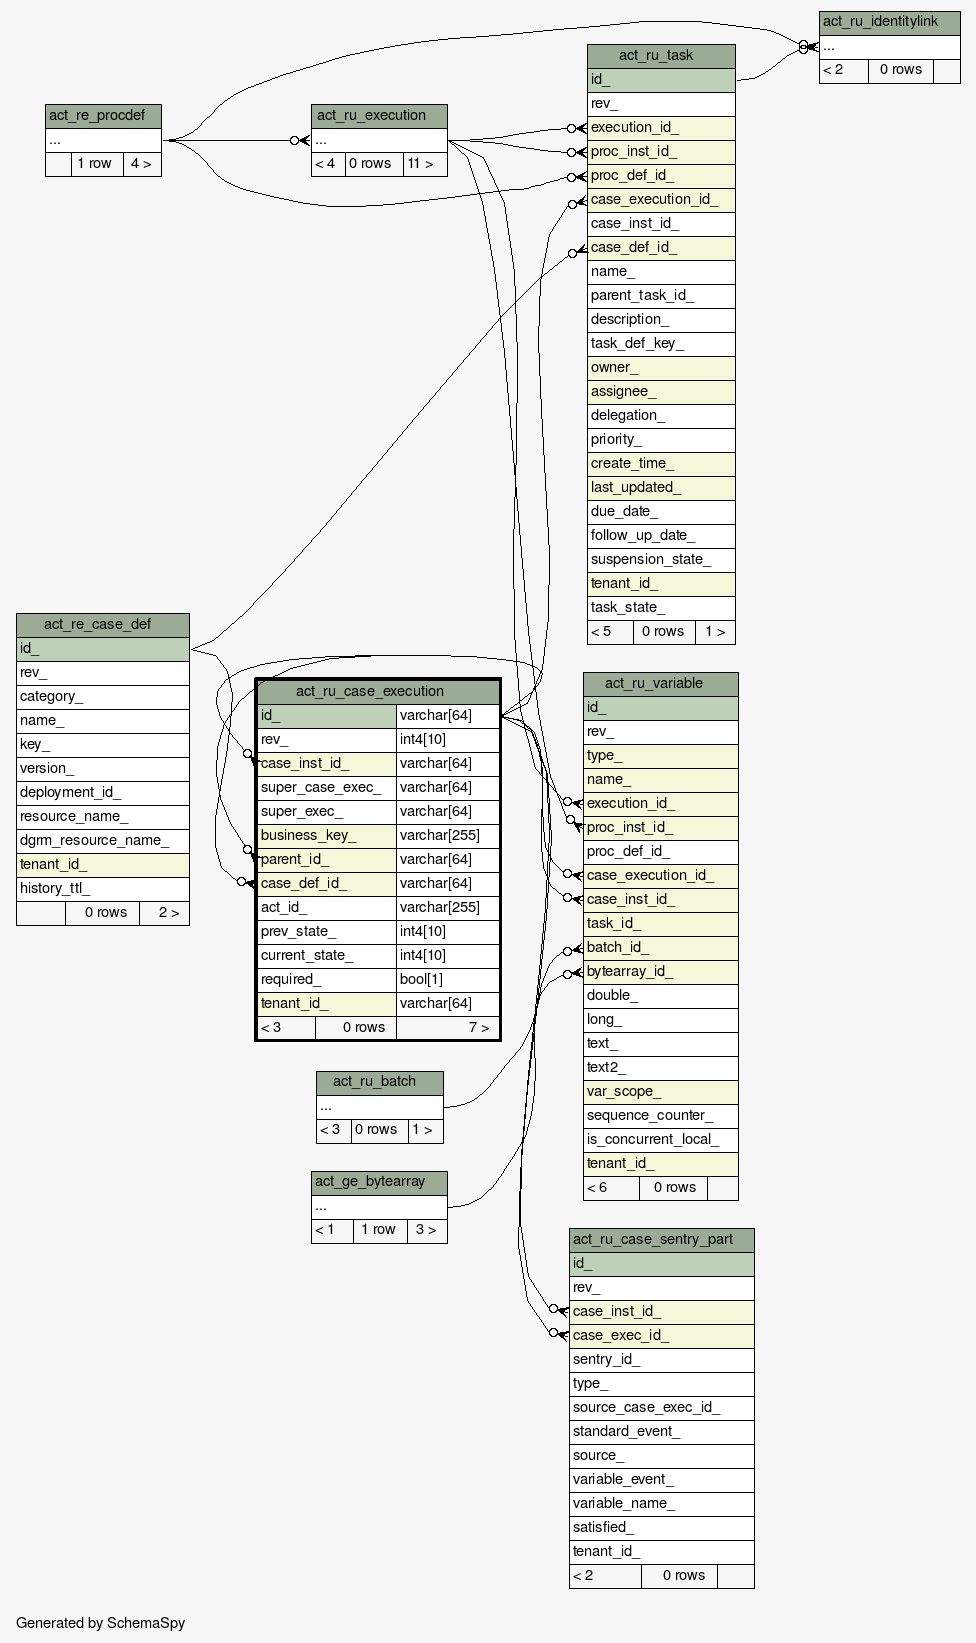 act_ru_identitylink
...
< 2 0 rows
act_ru_task
id_
rev_
execution_id_
proc_inst_id_
proc_def_id_
case_execution_id_
case_inst_id_
case_def_id_
name_
parent_task_id_
description_
task_def_key_
owner_
assignee_
delegation_
priority_
create_time_
last_updated_
due_date_
follow_up_date_
suspension_state_
tenant_id_
task_state_
< 5 0 rows 1 >
act_re_procdef
...
1 row 4 >
act_ru_execution
...
< 4 0 rows 11 >
act_re_case_def
id_
rev_
category_
name_
key_
version_
deployment_id_
resource_name_
dgrm_resource_name_
tenant_id_
history_ttl_
0 rows 2 >
act_ru_case_execution
id_ varchar[64]
rev_ int4[10]
case_inst_id_ varchar[64]
super_case_exec_ varchar[64]
super_exec_ varchar[64]
business_key_ varchar[255]
parent_id_ varchar[64]
case_def_id_ varchar[64]
act_id_ varchar[255]
prev_state_ int4[10]
current_state_ int4[10]
required_ bool[1]
tenant_id_ varchar[64]
< 3 0 rows 7 >
act_ru_variable
id_
rev_
type_
name_
execution_id_
proc_inst_id_
proc_def_id_
case_execution_id_
case_inst_id_
task_id_
batch_id_
bytearray_id_
double_
long_
text_
text2_
var_scope_
sequence_counter_
is_concurrent_local_
tenant_id_
< 6 0 rows
act_ru_batch
...
< 3 0 rows 1 >
act_ge_bytearray
...
< 1 1 row 3 >
act_ru_case_sentry_part
id_
rev_
case_inst_id_
case_exec_id_
sentry_id_
type_
source_case_exec_id_
standard_event_
source_
variable_event_
variable_name_
satisfied_
tenant_id_
< 2 0 rows
Generated by SchemaSpy